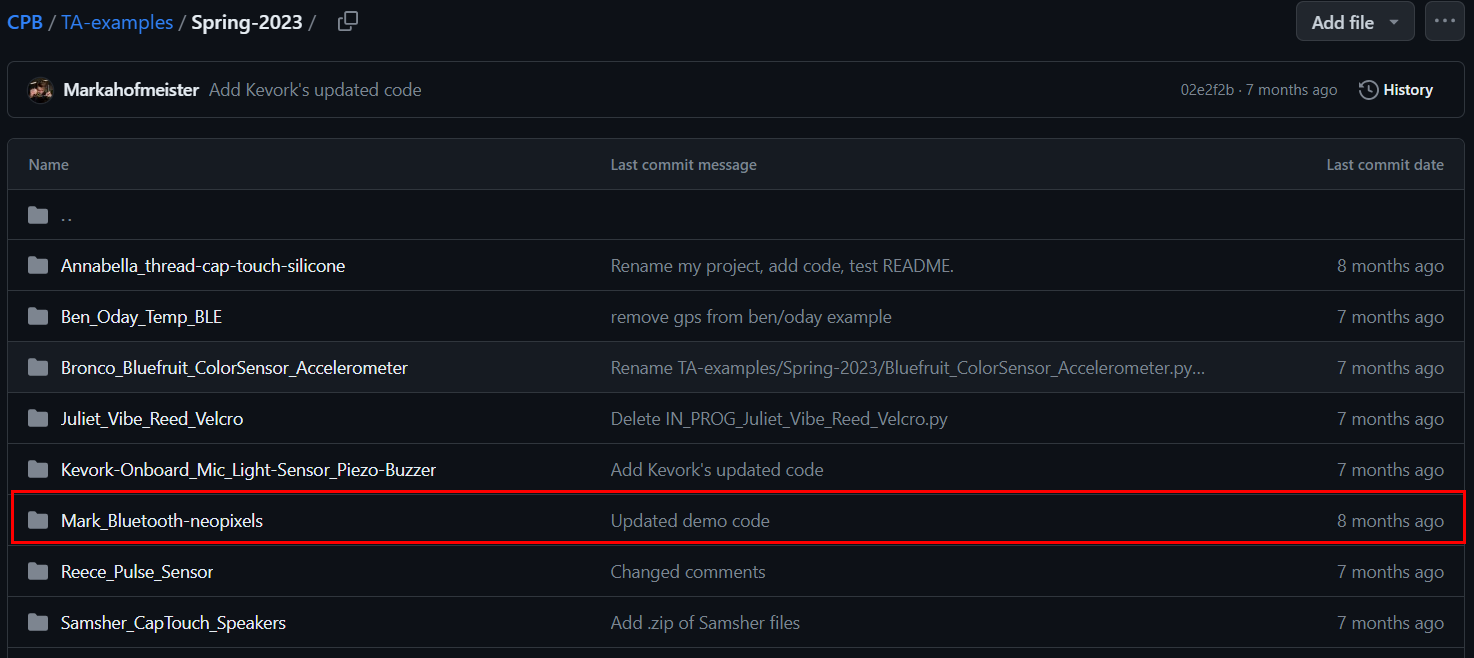 CPB / TA-examples / Spring-2023 /
Add file
Markahofmeister Add Kevork's updated code
02e2f2b · 7 months ago History
Name Last commit message Last commit date
..
Annabella_thread-cap-touch-silicone Rename my project, add code, test README. 8 months ago
Ben_Oday_Temp_BLE remove gps from ben/oday example 7 months ago
Bronco_Bluefruit_ColorSensor_Accelerometer Rename TA-examples/Spring-2023/Bluefruit_ColorSensor_Accelerometer.py... 7 months ago
Juliet_Vibe_Reed_Velcro Delete IN_PROG_Juliet_Vibe_Reed_Velcro.py 7 months ago
Kevork-Onboard_Mic_Light-Sensor_Piezo-Buzzer Add Kevork's updated code 7 months ago
Mark_Bluetooth-neopixels Updated demo code 8 months ago
Reece_Pulse_Sensor Changed comments 7 months ago
Samsher_CapTouch_Speakers Add .zip of Samsher files 7 months ago